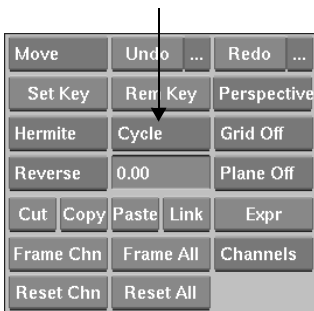 Move Undo ... Redo ...
Set Key Rem Key Perspective
Hermite Cycle Grid Off
Reverse 0.00 Plane Off
Cut Copy Paste Link Expr
Frame Chn Frame All Channels
Reset Chn Reset All